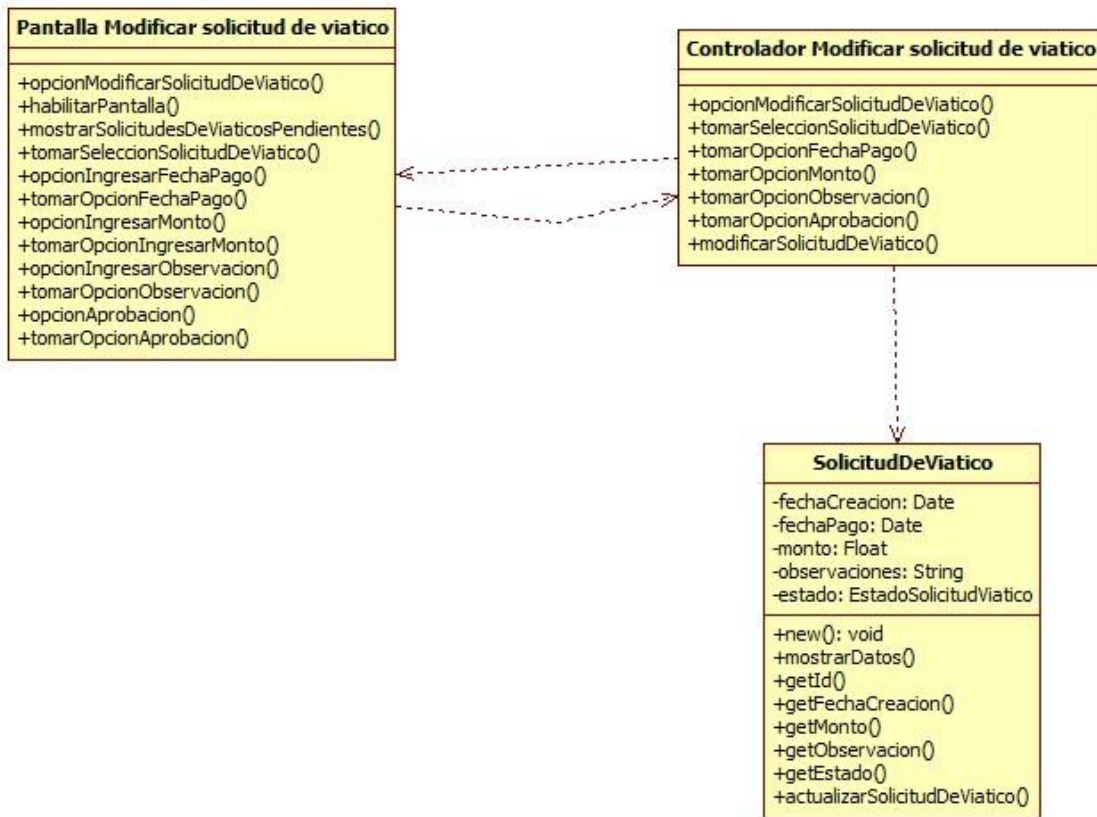 Pantalla Modificar solicitud de viatico
+opcionModificarSolicitudDeViatico()
+habilitarPantalla()
+mostrarSolicitudesDeViaticosPendientes()
+tomarSeleccionSolicitudDeViatico()
+opcionIngresarFechaPago()
+tomarOpcionFechaPago()
+opcionIngresarMonto()
+tomarOpcionIngresarMonto()
+opcionIngresarObservacion()
+tomarOpcionObservacion()
+opcionAprobacion()
+tomarOpcionAprobacion()
Controlador Modificar solicitud de viatico
+opcionModificarSolicitudDeViatico()
+tomarSeleccionSolicitudDeViatico()
+tomarOpcionFechaPago()
+tomarOpcionMonto()
+tomarOpcionObservacion()
+tomarOpcionAprobacion()
+modificarSolicitudDeViatico()
SolicitudDeViatico
-fechaCreacion: Date
-fechaPago: Date
-monto: Float
-observaciones: String
-estado: EstadoSolicitudViatico
+new(): void
+mostrarDatos()
+getId()
+getFechaCreacion()
+getMonto()
+getObservacion()
+getEstado()
+actualizarSolicitudDeViatico()